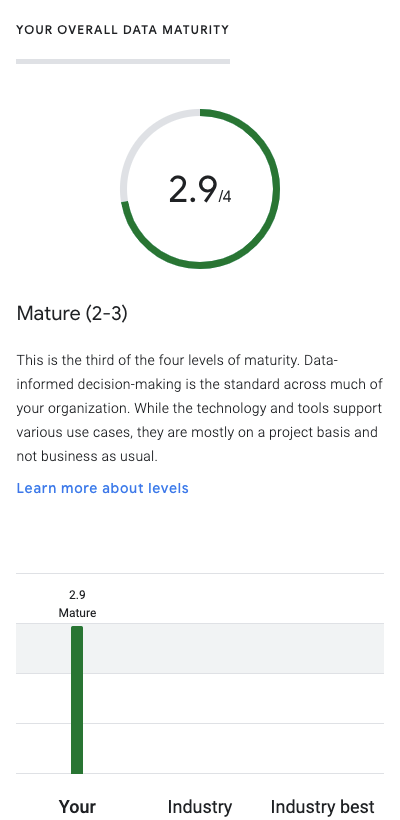 YOUR OVERALL DATA MATURITY
2.9/4
Mature (2-3)
This is the third of the four levels of maturity. Data-
informed decision-making is the standard across much of
your organization. While the technology and tools support
various use cases, they are mostly on a project basis and
not business as usual.
Learn more about levels
2.9
Mature
Your Industry Industry best